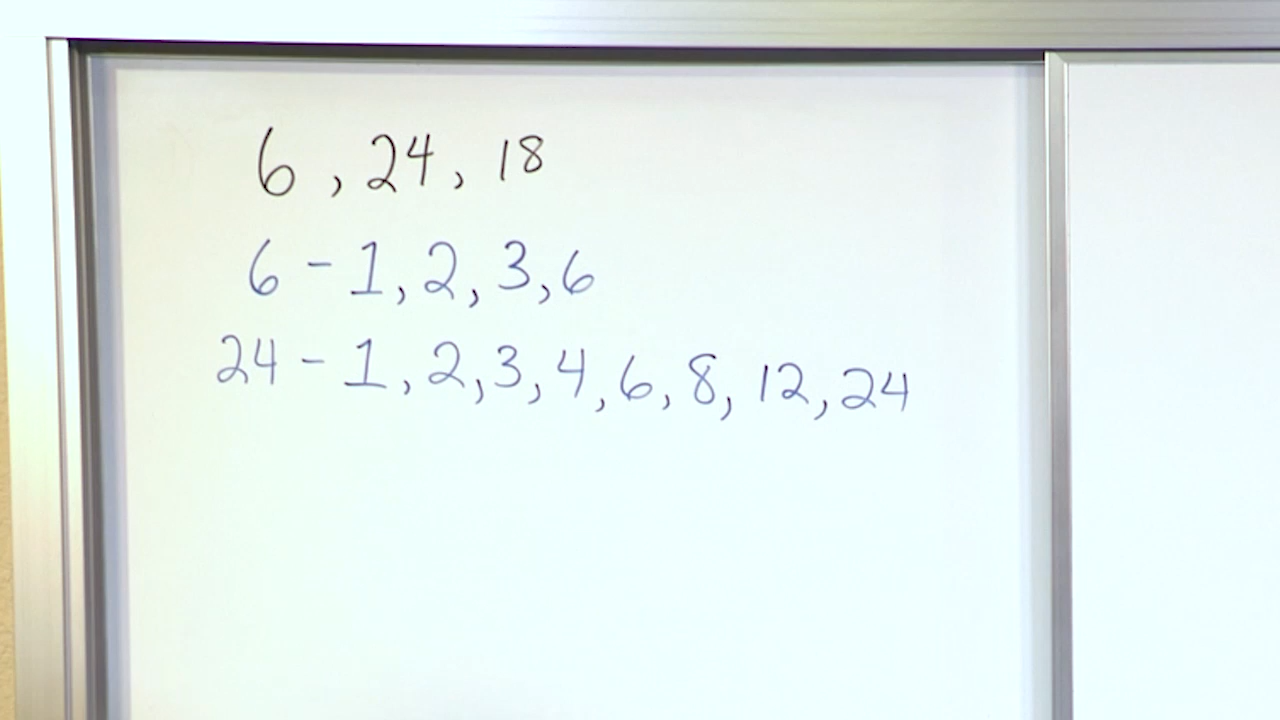 6, 24, 18
6 - 1, 2, 3, 6
24 - 1, 2, 3, 4, 6, 8, 12, 24